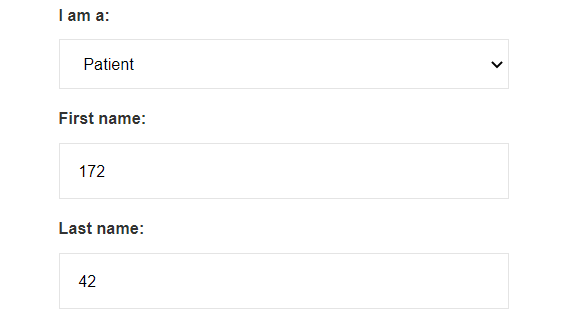 I am a:
Patient
First name:
172
Last name:
42